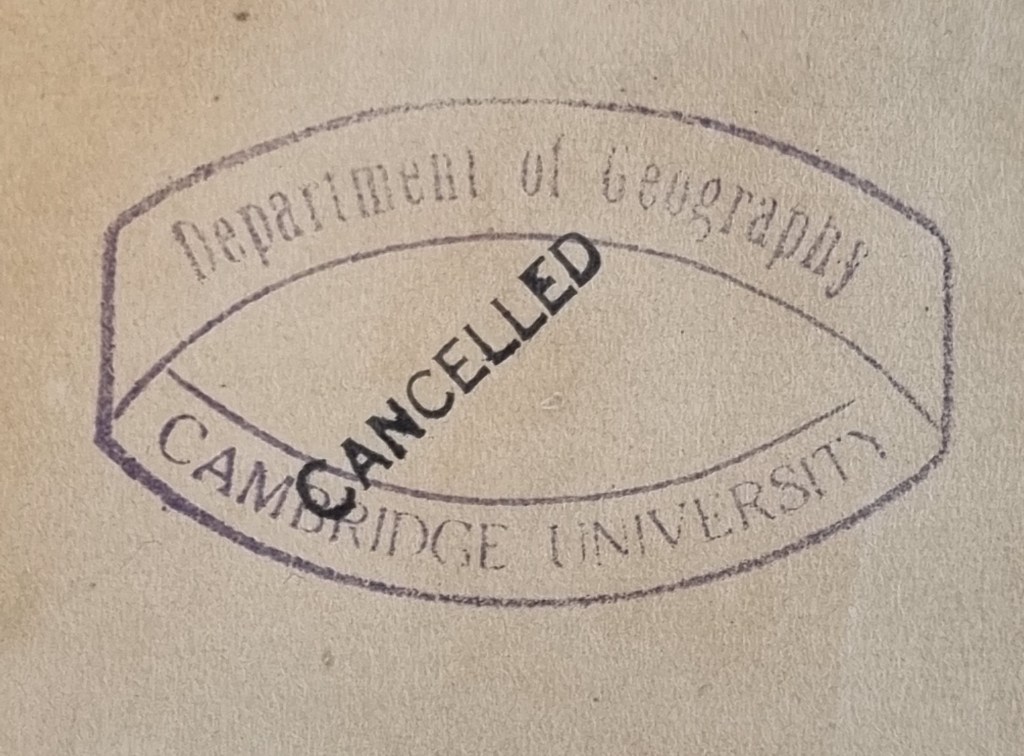 Department of Geography
CANCELLED
CAMBRIDGE UNIVERSITY